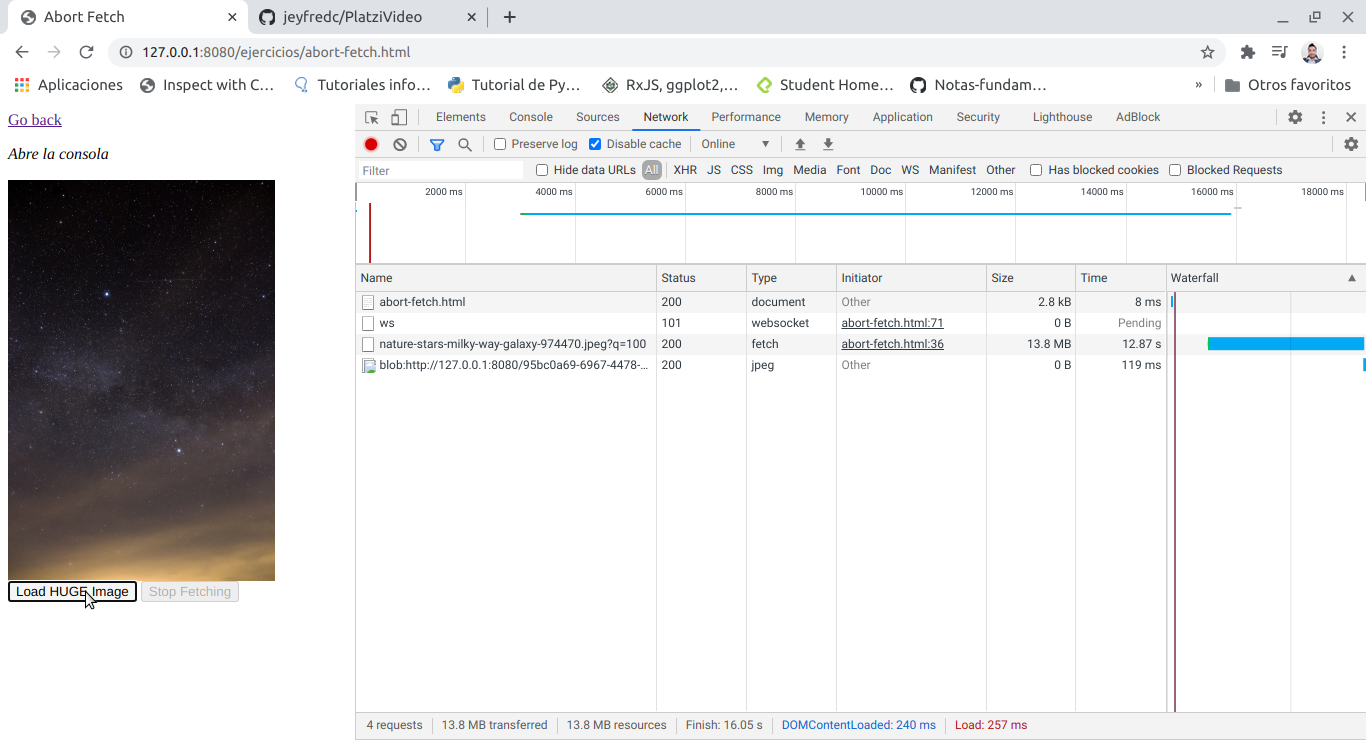 Abort Fetch jeyfredc/PlatziVideo
127.0.0.1:8080/ejercicios/abort-fetch.html
Aplicaciones Inspect with C… Tutoriales info… Tutorial de Py… RxJS, ggplot2,… Student Home… Notas-fundam… » Otros favoritos
Go back
Abre la consola
Load HUGE Image Stop Fetching
Elements Console Sources Network Performance Memory Application Security Lighthouse AdBlock
Preserve log Disable cache Online
Filter Hide data URLs All XHR JS CSS Img Media Font Doc WS Manifest Other Has blocked cookies Blocked Requests
2000 ms 4000 ms 6000 ms 8000 ms 10000 ms 12000 ms 14000 ms 16000 ms 18000 ms
Name Status Type Initiator Size Time Waterfall
abort-fetch.html 200 document Other 2.8 kB 8 ms
ws 101 websocket abort-fetch.html:71 0 B Pending
nature-stars-milky-way-galaxy-974470.jpeg?q=100 200 fetch abort-fetch.html:36 13.8 MB 12.87 s
blob:http://127.0.0.1:8080/95bc0a69-6967-4478-… 200 jpeg Other 0 B 119 ms
4 requests 13.8 MB transferred 13.8 MB resources Finish: 16.05 s DOMContentLoaded: 240 ms Load: 257 ms